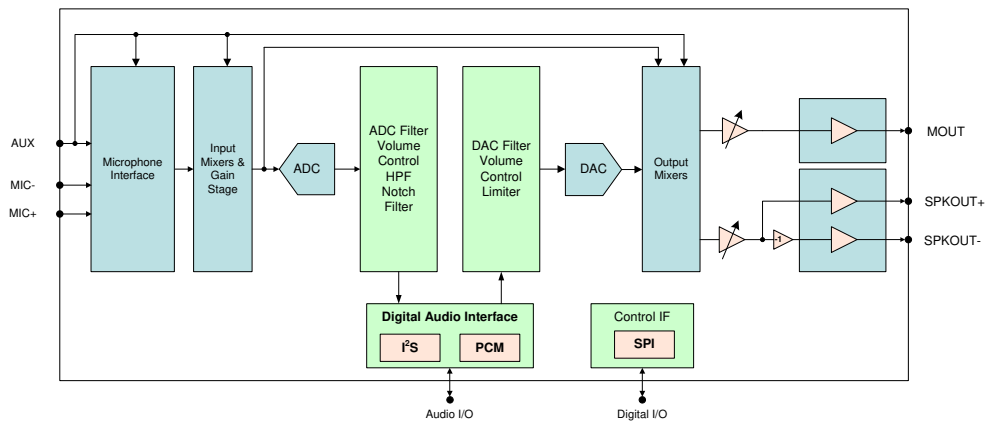 AUX
MIC-
MIC+
Microphone
Interface
Input
Mixers &
Gain
Stage
ADC
ADC Filter
Volume
Control
HPF
Notch
Filter
DAC Filter
Volume
Control
Limiter
DAC
Output
Mixers
-1
MOUT
SPKOUT+
SPKOUT-
Digital Audio Interface
I²S
PCM
Control IF
SPI
Audio I/O
Digital I/O